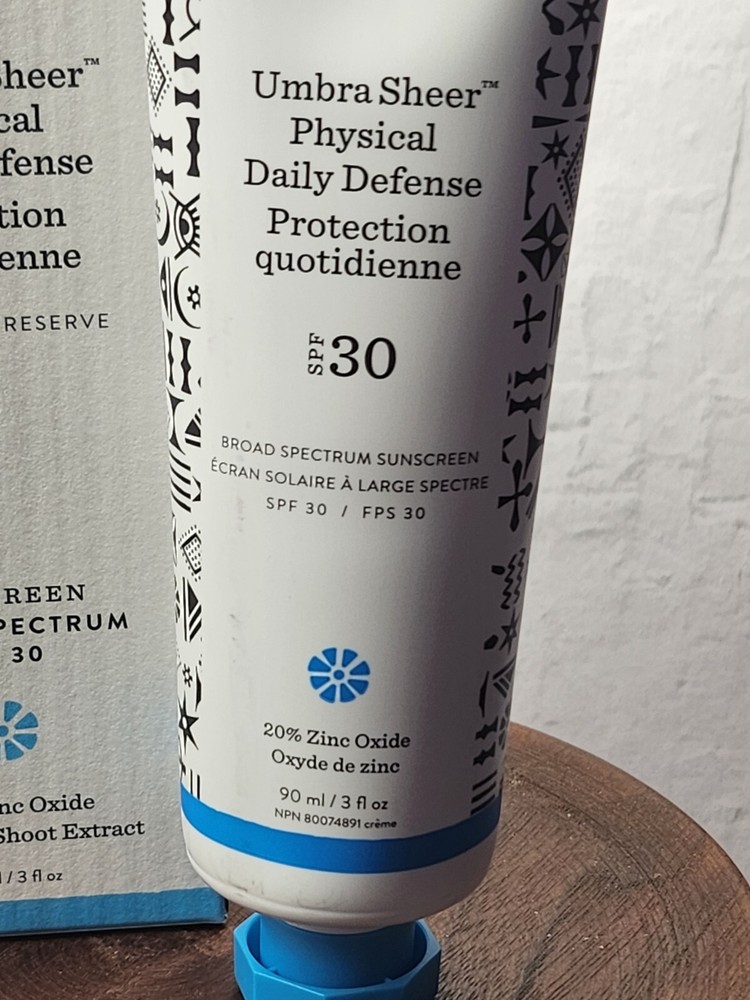 heer™
cal
fense
tion
enne
RESERVE
REEN
PECTRUM
30
nc Oxide
Shoot Extract
/ 3 fl oz
Umbra Sheer™
Physical
Daily Defense
Protection
quotidienne
SPF 30
BROAD SPECTRUM SUNSCREEN
ÉCRAN SOLAIRE À LARGE SPECTRE
SPF 30 / FPS 30
20% Zinc Oxide
Oxyde de zinc
90 ml / 3 fl oz
NPN 80074891 crème